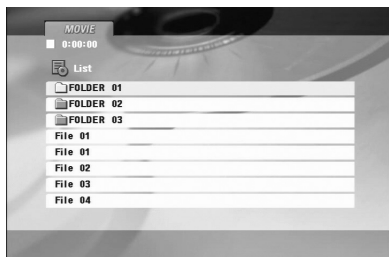 MOVIE
0:00:00
List
FOLDER 01
FOLDER 02
FOLDER 03
File 01
File 01
File 02
File 03
File 04